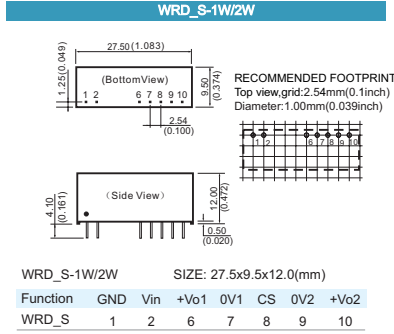 WRD_S-1W/2W
27.50(1.083)
1.25(0.049)
(BottomView)
9.50
(0.374)
1 2 6 7 8 9 10
2.54
(0.100)
RECOMMENDED FOOTPRINT
Top view,grid:2.54mm(0.1inch)
Diameter:1.00mm(0.039inch)
1 2 6 7 8 9 10
(Side View)
4.10
(0.161)
12.00
(0.472)
0.50
(0.020)
WRD_S-1W/2W SIZE: 27.5x9.5x12.0(mm)
Function GND Vin +Vo1 0V1 CS 0V2 +Vo2
WRD_S 1 2 6 7 8 9 10